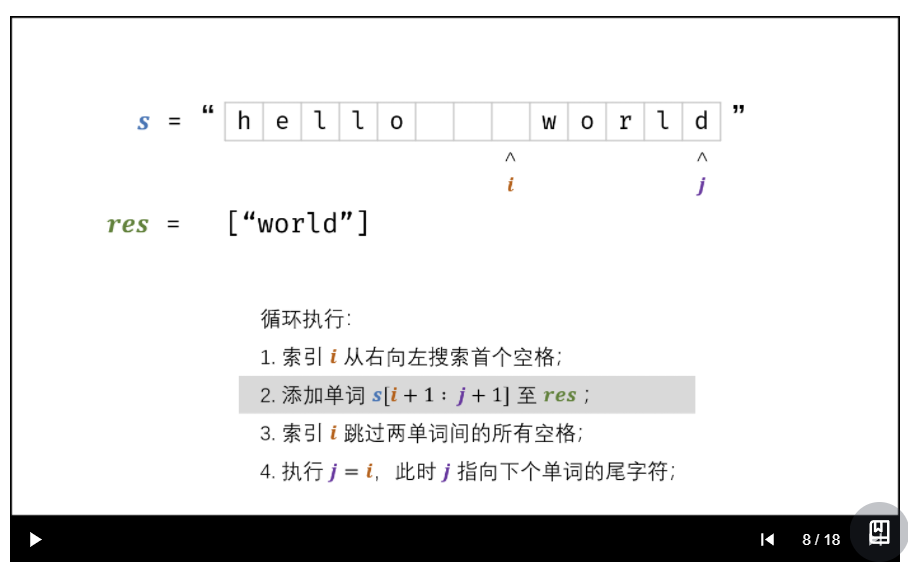 s = “ h e l l o       w o r l d ”
^ ^
i j
res = [“world”]
循环执行:
1. 索引 i 从右向左搜索首个空格;
2. 添加单词 s[i + 1 : j + 1] 至 res ;
3. 索引 i 跳过两单词间的所有空格;
4. 执行 j = i，此时 j 指向下个单词的尾字符;
8 / 18